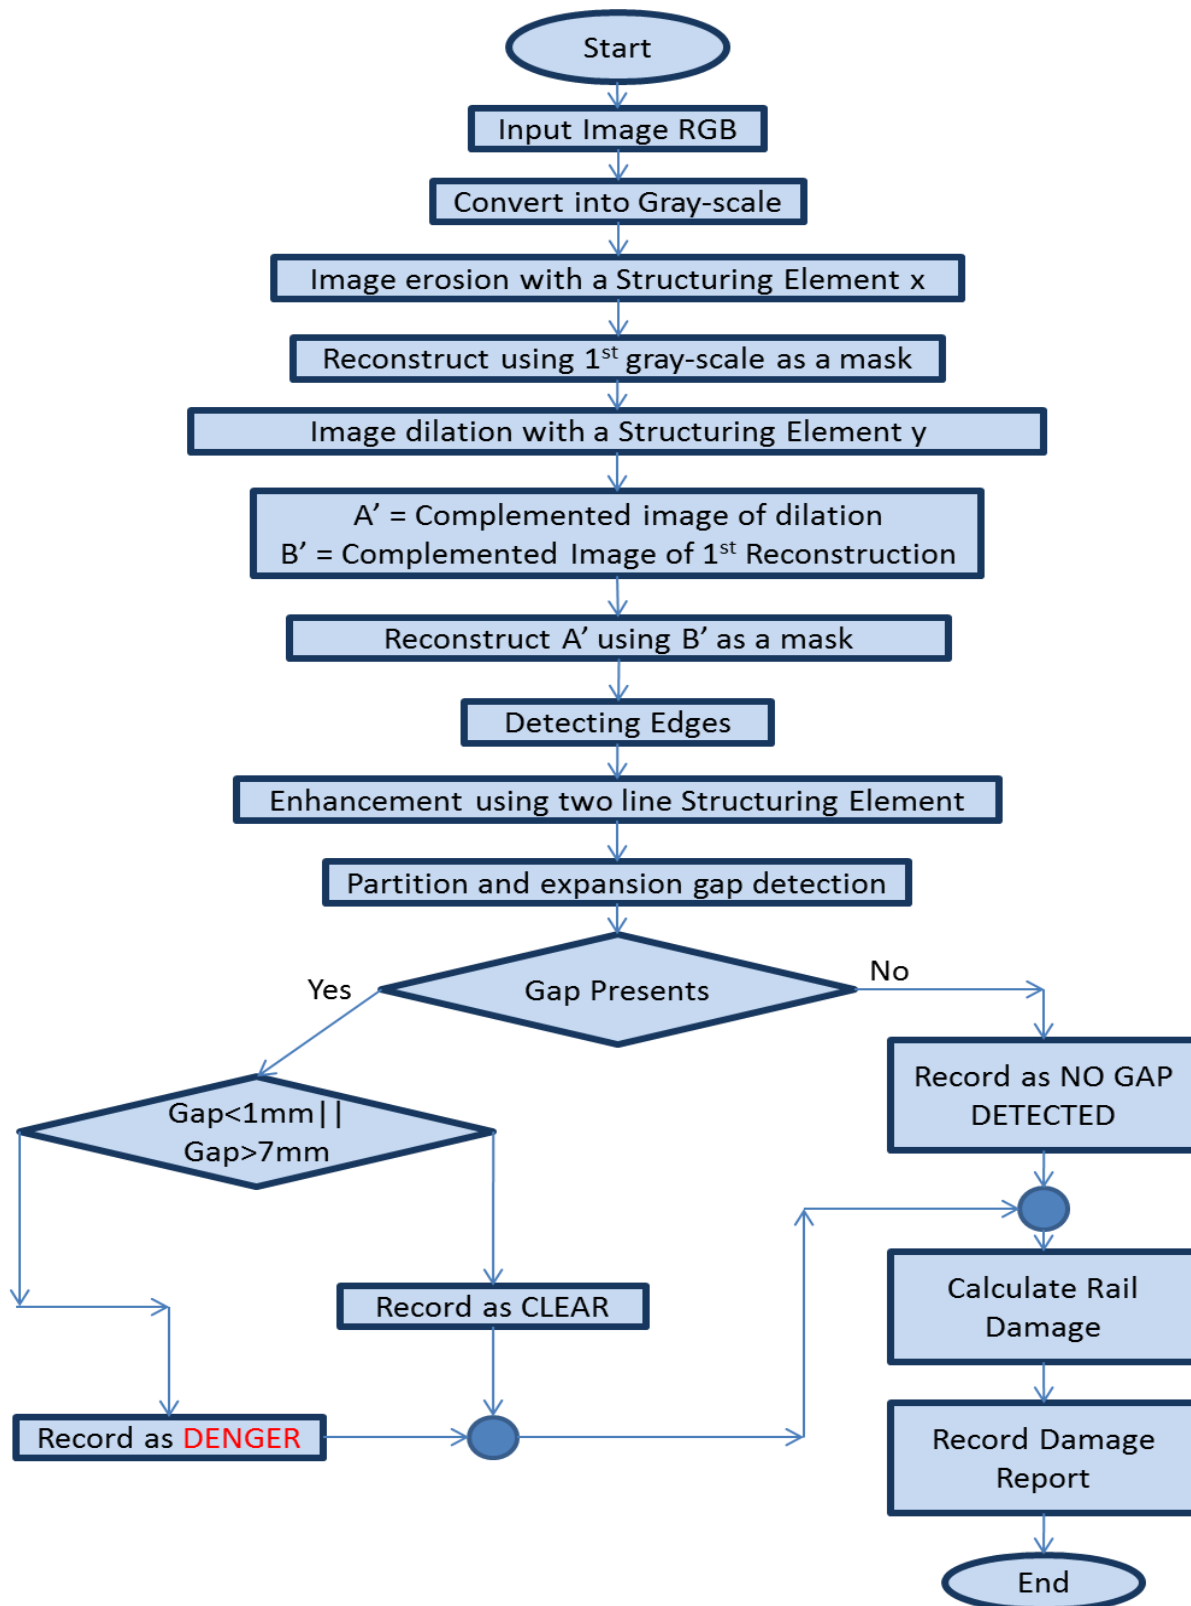 Start
Input Image RGB
Convert into Gray-scale
Image erosion with a Structuring Element x
Reconstruct using 1st gray-scale as a mask
Image dilation with a Structuring Element y
A’ = Complemented image of dilation
B’ = Complemented Image of 1st Reconstruction
Reconstruct A’ using B’ as a mask
Detecting Edges
Enhancement using two line Structuring Element
Partition and expansion gap detection
Gap Presents
Yes
No
Gap<1mm||
Gap>7mm
Record as NO GAP
DETECTED
Record as CLEAR
Record as DENGER
Calculate Rail
Damage
Record Damage
Report
End